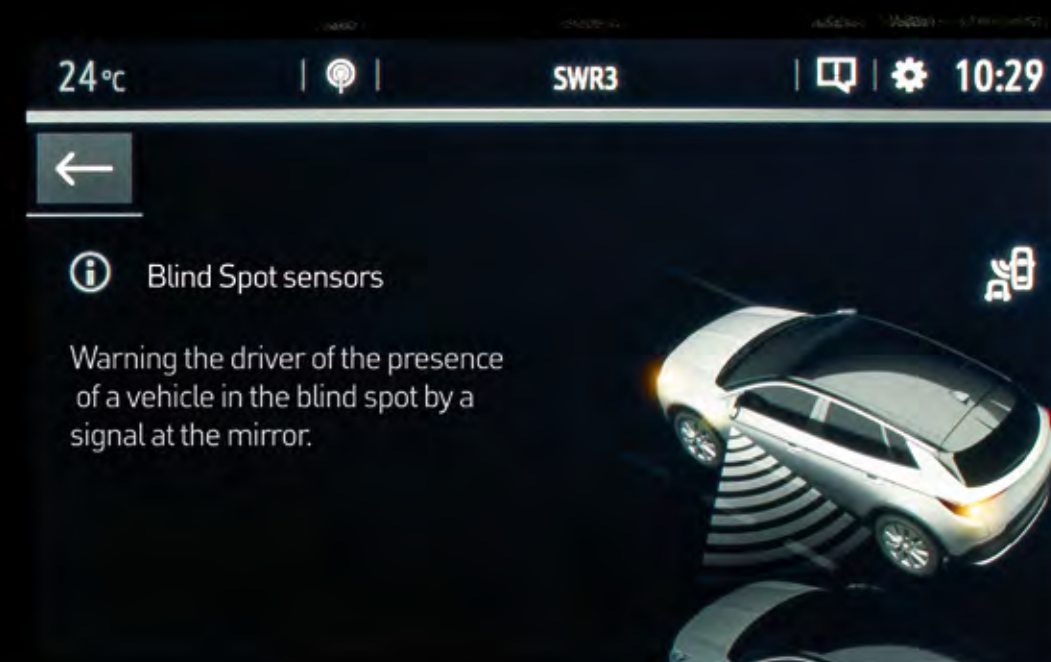 24°C
SWR3
10:29
Blind Spot sensors
Warning the driver of the presence
of a vehicle in the blind spot by a
signal at the mirror.